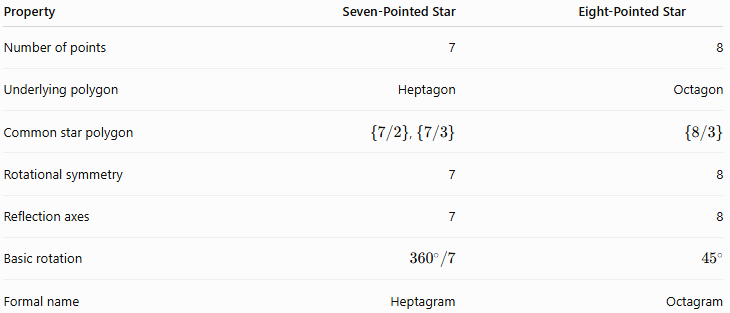 Property Seven-Pointed Star Eight-Pointed Star
Number of points 7 8
Underlying polygon Heptagon Octagon
Common star polygon {7/2}, {7/3} {8/3}
Rotational symmetry 7 8
Reflection axes 7 8
Basic rotation 360°/7 45°
Formal name Heptagram Octagram